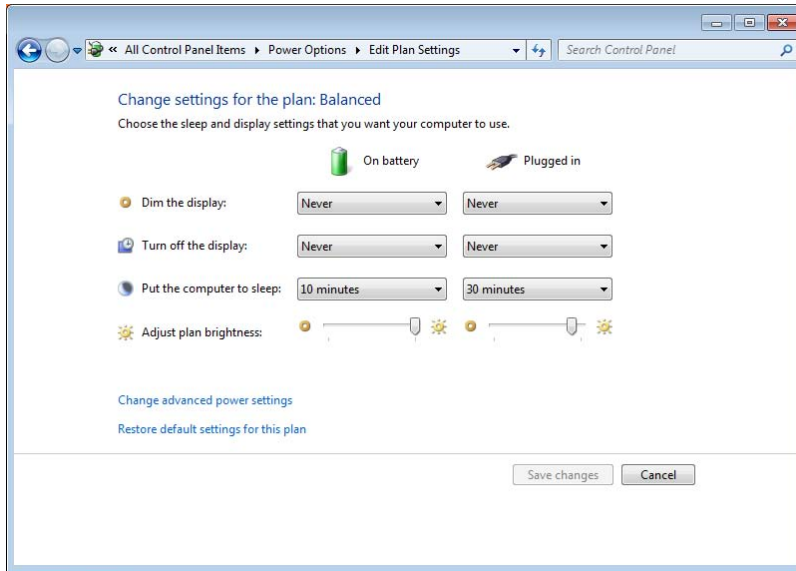 « All Control Panel Items ▸ Power Options ▸ Edit Plan Settings Search Control Panel
Change settings for the plan: Balanced
Choose the sleep and display settings that you want your computer to use.
On battery Plugged in
Dim the display: Never Never
Turn off the display: Never Never
Put the computer to sleep: 10 minutes 30 minutes
Adjust plan brightness:
Change advanced power settings
Restore default settings for this plan
Save changes Cancel